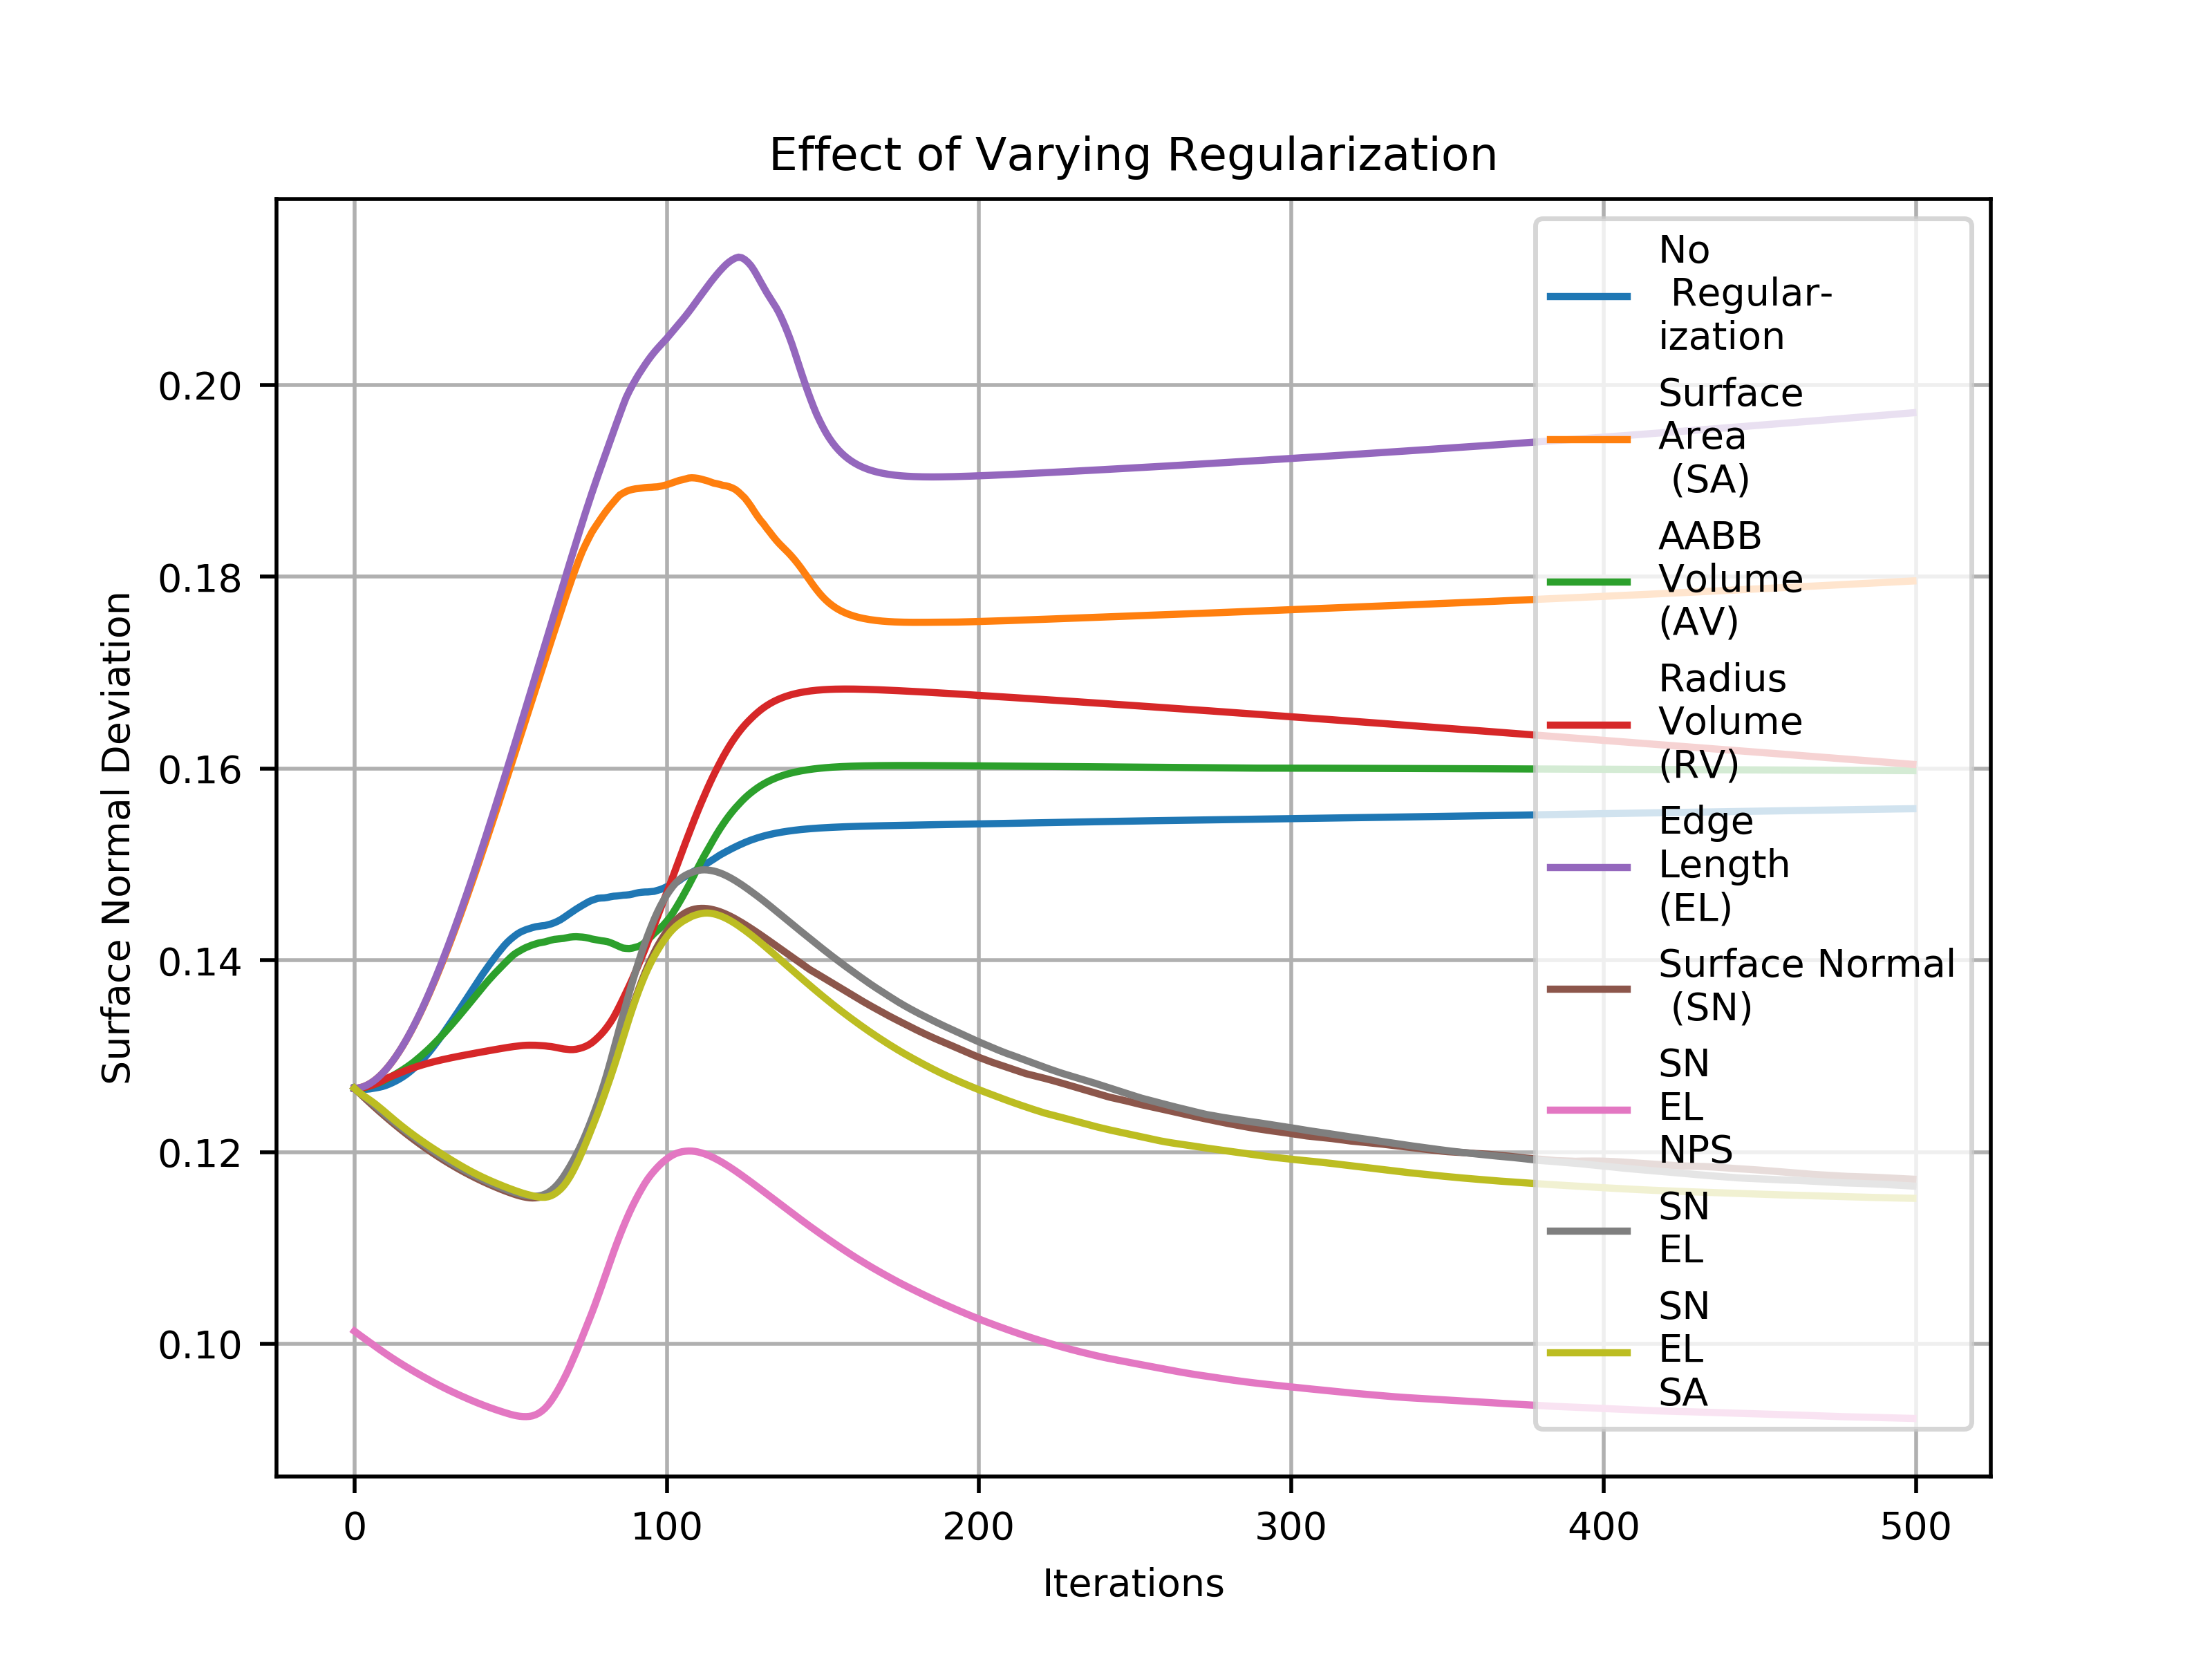 Effect of Varying Regularization
Surface Normal Deviation
0.20
0.18
0.16
0.14
0.12
0.10
0
100
200
300
400
500
Iterations
No
Regular-
ization
Surface
Area
(SA)
AABB
Volume
(AV)
Radius
Volume
(RV)
Edge
Length
(EL)
Surface Normal
(SN)
SN
EL
NPS
SN
EL
SN
EL
SA